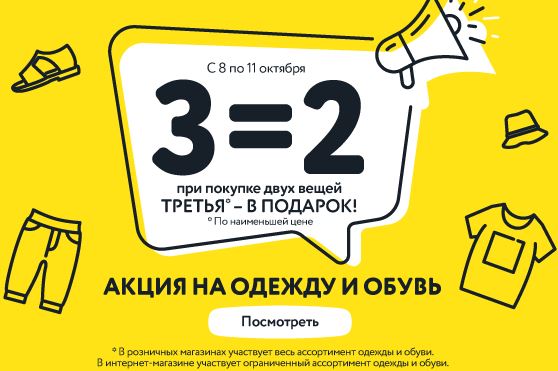 С 8 по 11 октября
3=2
при покупке двух вещей
ТРЕТЬЯ* – В ПОДАРОК!
* По наименьшей цене
АКЦИЯ НА ОДЕЖДУ И ОБУВЬ
Посмотреть
* В розничных магазинах участвует весь ассортимент одежды и обуви.
В интернет-магазине участвует ограниченный ассортимент одежды и обуви.